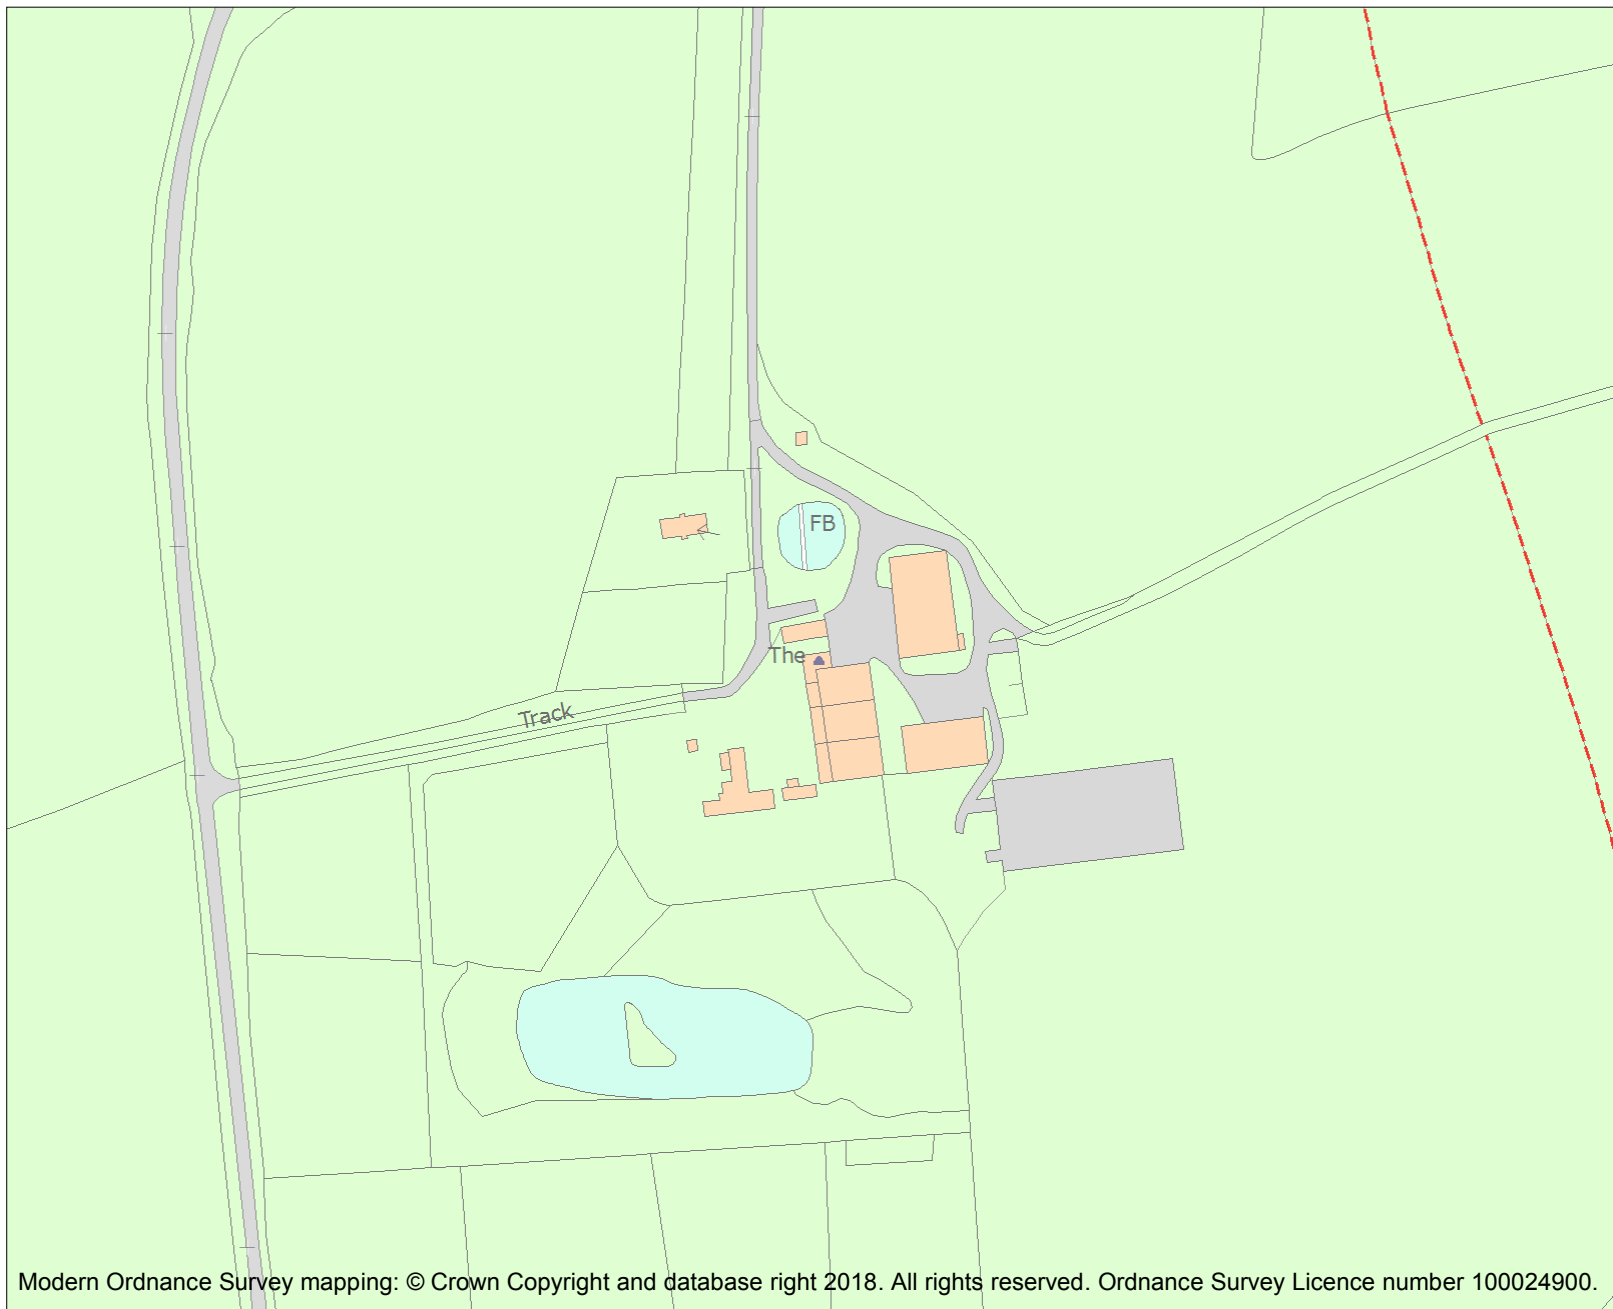 FB
The
Track
Modern Ordnance Survey mapping: © Crown Copyright and database right 2018. All rights reserved. Ordnance Survey Licence number 100024900.